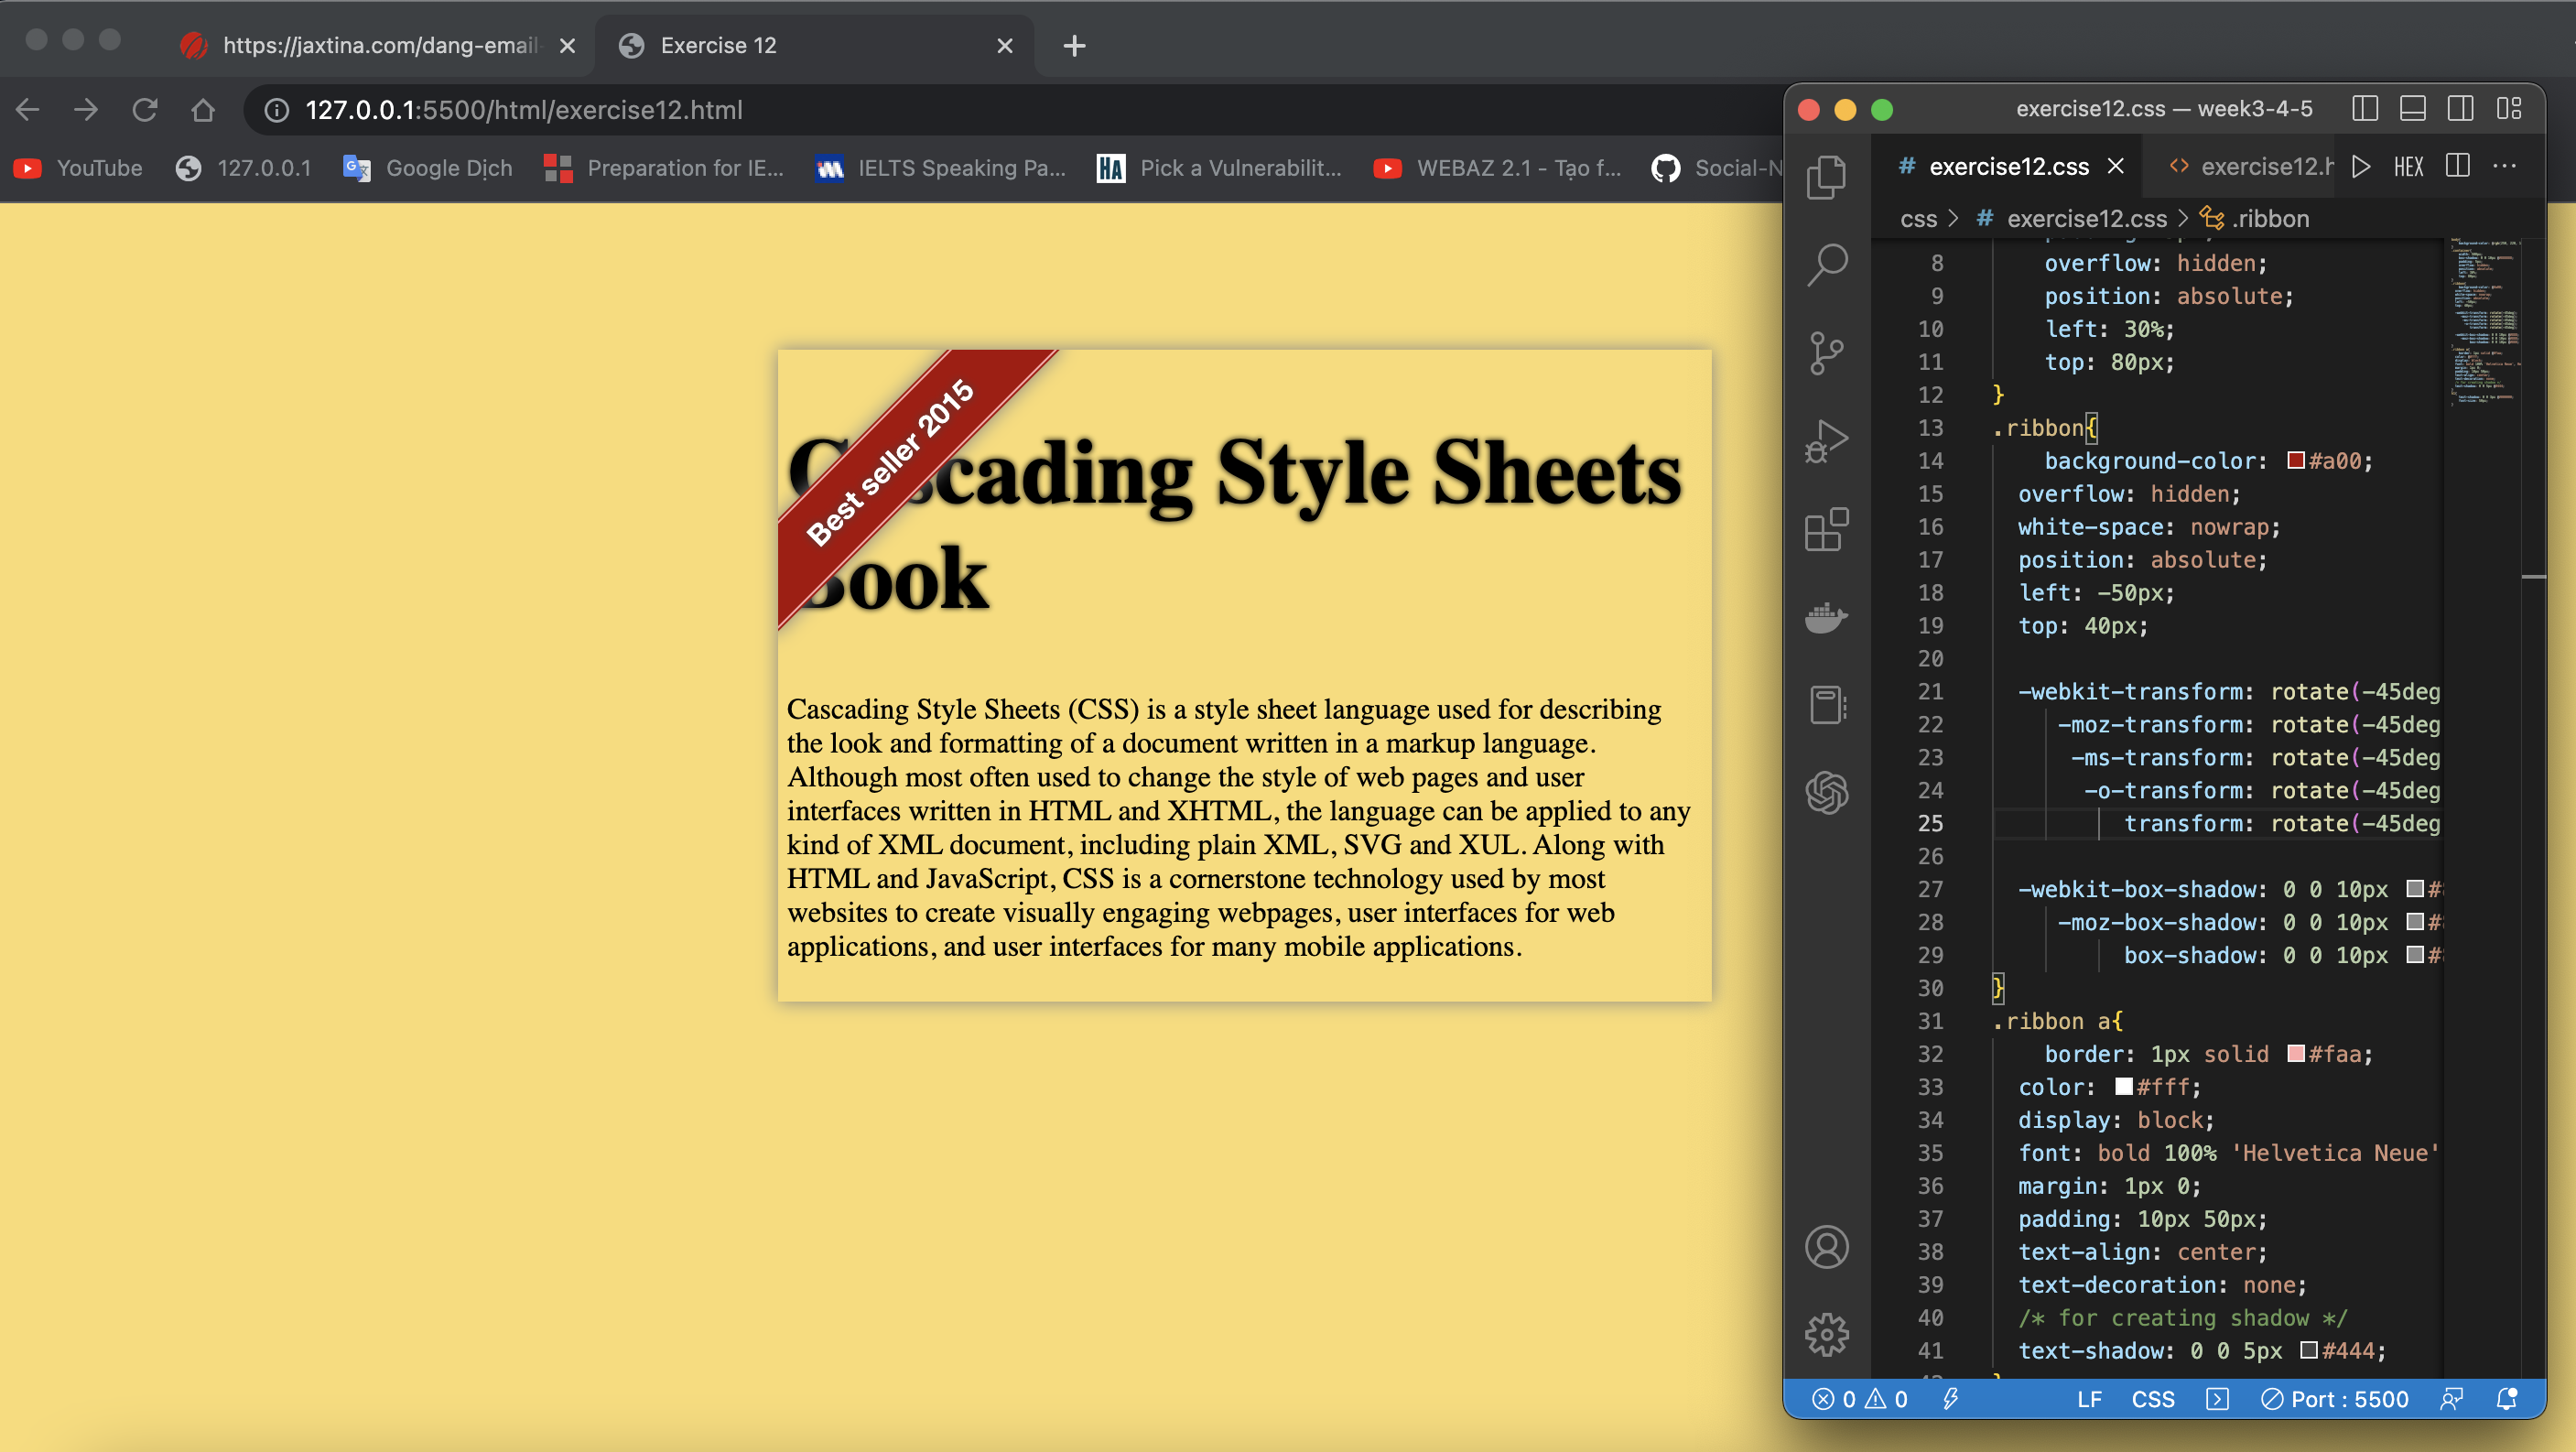 https://jaxtina.com/dang-email
Exercise 12
127.0.0.1:5500/html/exercise12.html
YouTube
127.0.0.1
Google Dịch
Preparation for IE...
IELTS Speaking Pa...
HA
Pick a Vulnerabilit...
WEBAZ 2.1 - Tạo f...
Social-N
Best seller 2015
Cascading Style Sheets
Book
Cascading Style Sheets (CSS) is a style sheet language used for describing
the look and formatting of a document written in a markup language.
Although most often used to change the style of web pages and user
interfaces written in HTML and XHTML, the language can be applied to any
kind of XML document, including plain XML, SVG and XUL. Along with
HTML and JavaScript, CSS is a cornerstone technology used by most
websites to create visually engaging webpages, user interfaces for web
applications, and user interfaces for many mobile applications.
exercise12.css — week3-4-5
# exercise12.css
<> exercise12.h
HEX
css > # exercise12.css > .ribbon
8 overflow: hidden;
9 position: absolute;
10 left: 30%;
11 top: 80px;
12 }
13 .ribbon{
14 background-color: #a00;
15 overflow: hidden;
16 white-space: nowrap;
17 position: absolute;
18 left: -50px;
19 top: 40px;
20
21 -webkit-transform: rotate(-45deg
22 -moz-transform: rotate(-45deg
23 -ms-transform: rotate(-45deg
24 -o-transform: rotate(-45deg
25 transform: rotate(-45deg
26
27 -webkit-box-shadow: 0 0 10px #
28 -moz-box-shadow: 0 0 10px #
29 box-shadow: 0 0 10px #
30 }
31 .ribbon a{
32 border: 1px solid #faa;
33 color: #fff;
34 display: block;
35 font: bold 100% 'Helvetica Neue'
36 margin: 1px 0;
37 padding: 10px 50px;
38 text-align: center;
39 text-decoration: none;
40 /* for creating shadow */
41 text-shadow: 0 0 5px #444;
0 0
LF
CSS
Port : 5500